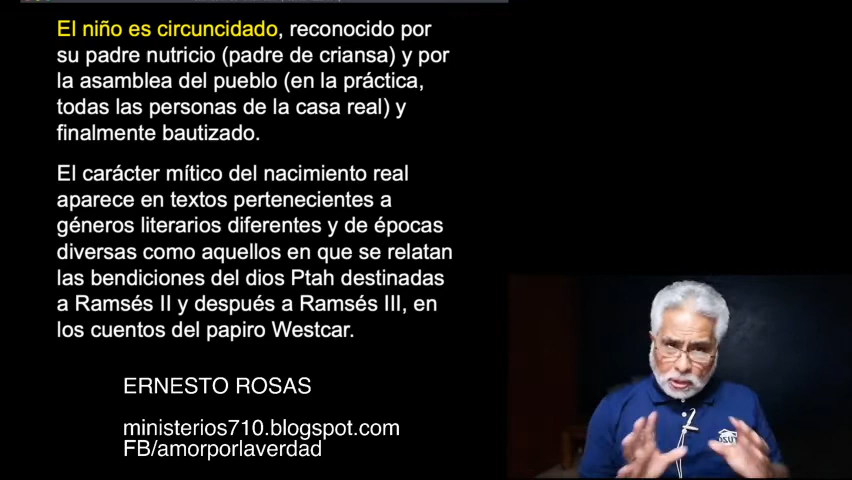 El niño es circuncidado, reconocido por
su padre nutricio (padre de criansa) y por
la asamblea del pueblo (en la práctica,
todas las personas de la casa real) y
finalmente bautizado.
El carácter mítico del nacimiento real
aparece en textos pertenecientes a
géneros literarios diferentes y de épocas
diversas como aquellos en que se relatan
las bendiciones del dios Ptah destinadas
a Ramsés II y después a Ramsés III, en
los cuentos del papiro Westcar.
ERNESTO ROSAS
ministerios710.blogspot.com
FB/amorporlaverdad